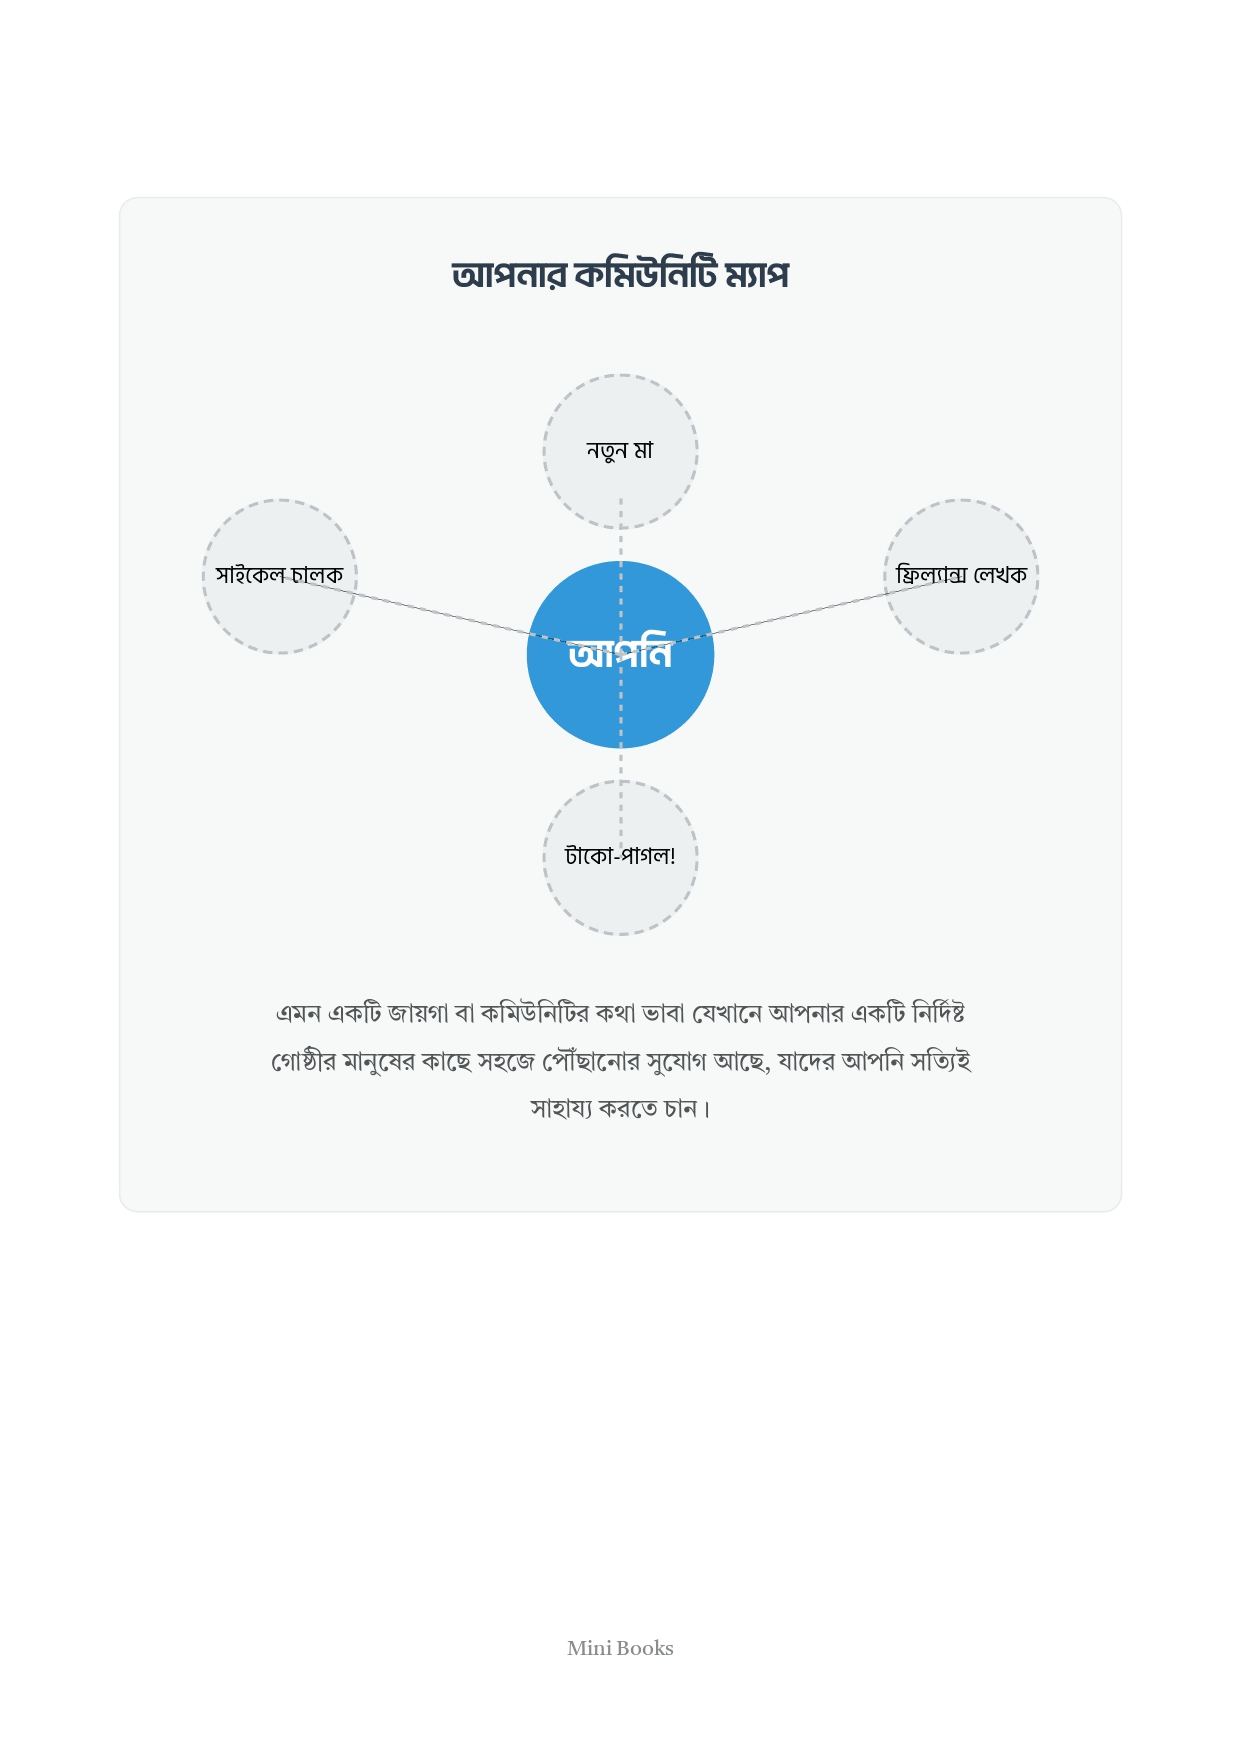 আপনার কমিউনিটি ম্যাপ
নতুন মা
সাইকেল চালক
ফ্রিল্যান্স লেখক
আপনি
টাকো-পাগল!
এমন একটি জায়গা বা কমিউনিটির কথা ভাবা যেখানে আপনার একটি নির্দিষ্ট
গোষ্ঠীর মানুষের কাছে সহজে পৌঁছানোর সুযোগ আছে, যাদের আপনি সত্যিই
সাহায্য করতে চান।
Mini Books